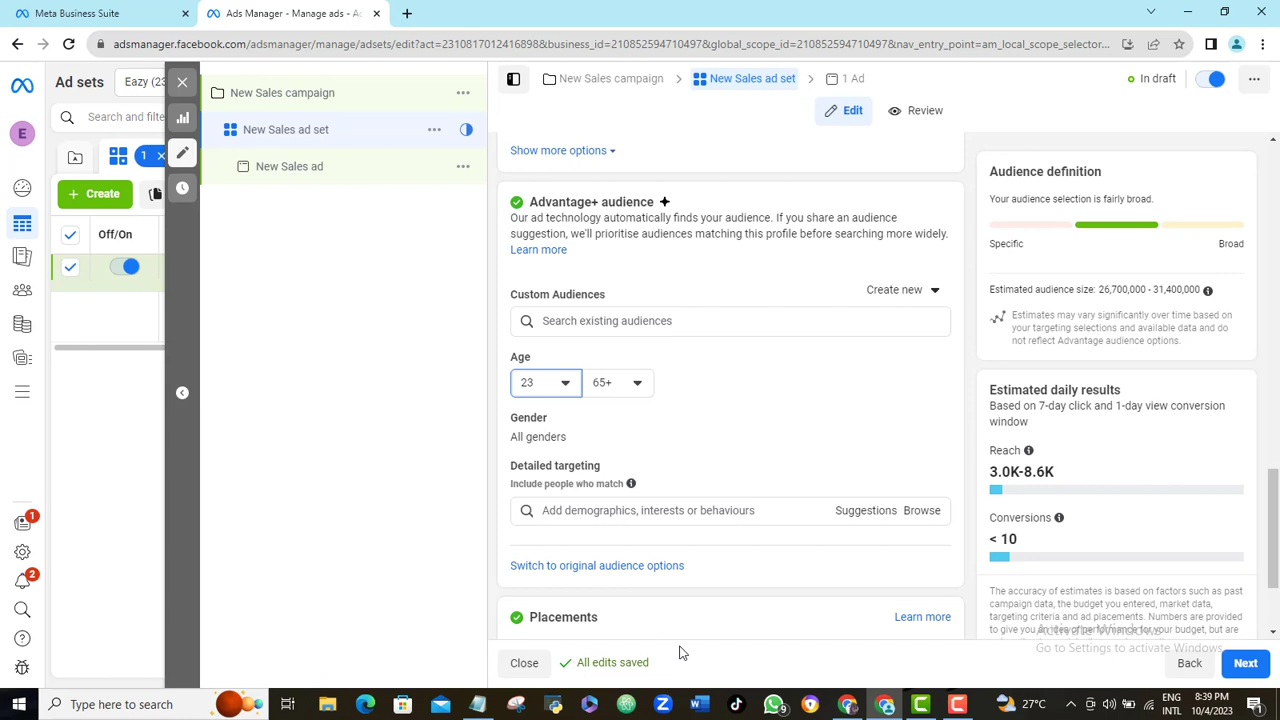 Meta Business Suite
Ads Manager - Manage ads - Ac
adsmanager.facebook.com/adsmanager/manage/adsets/edit?act=231081701241689&business_id=210852594710497&global_scope_id=210852594710497&nav_entry_point=am_local_scope_selector...
Ad sets
Eazy (23
Search and filte
1
Create
Off/On
E
1
2
New Sales campaign
New Sales ad set
New Sales ad
New Sales campaign
New Sales ad set
1 Ad
In draft
Edit
Review
Show more options
Advantage+ audience
Our ad technology automatically finds your audience. If you share an audience
suggestion, we'll prioritise audiences matching this profile before searching more widely.
Learn more
Create new
Custom Audiences
Search existing audiences
Age
23
65+
Gender
All genders
Detailed targeting
Include people who match
Add demographics, interests or behaviours
Suggestions
Browse
Switch to original audience options
Placements
Learn more
Audience definition
Your audience selection is fairly broad.
Specific
Broad
Estimated audience size: 26,700,000 - 31,400,000
Estimates may vary significantly over time based on
your targeting selections and available data and do
not reflect Advantage audience options.
Estimated daily results
Based on 7-day click and 1-day view conversion
window
Reach
3.0K-8.6K
Conversions
< 10
The accuracy of estimates is based on factors such as past
campaign data, the budget you entered, market data,
targeting criteria and ad placements. Numbers are provided
to give you an idea of performance for your budget, but are
Activate Windows
Go to Settings to activate Windows.
Close
All edits saved
Back
Next
Type here to search
9
27°C
ENG
INTL
8:39 PM
10/4/2023